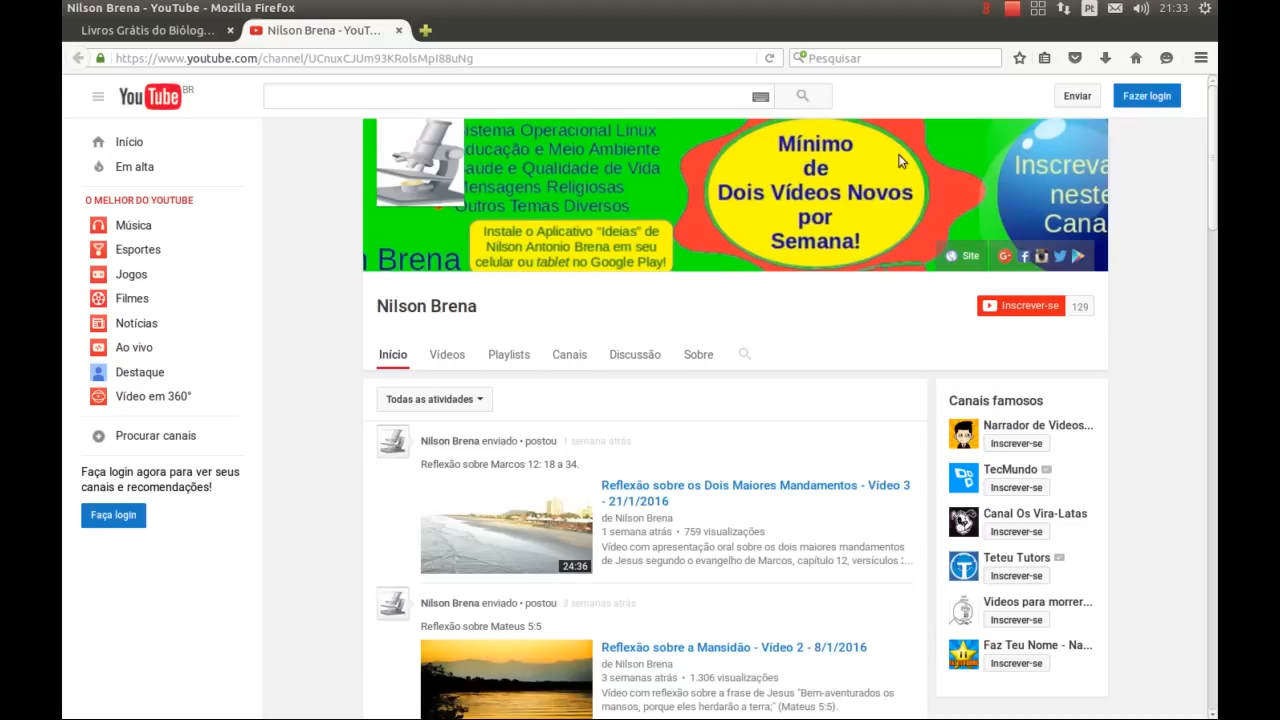 Nilson Brena - YouTube - Mozilla Firefox
Pt
21:33
Livros Grátis do Biólog...
Nilson Brena - YouT...
https://www.youtube.com/channel/UCnuxCJUm93KRolsMpI88uNg
Pesquisar
YouTube BR
Enviar
Fazer login
Início
Em alta
O MELHOR DO YOUTUBE
Música
Esportes
Jogos
Filmes
Notícias
Ao vivo
Destaque
Vídeo em 360°
Procurar canais
Faça login agora para ver seus
canais e recomendações!
Faça login
istema Operacional Linux
ducação e Meio Ambiente
aúde e Qualidade de Vida
ensagens Religiosas
utros Temas Diversos
Instale o Aplicativo “Ideias” de
Nilson Antonio Brena em seu
celular ou tablet no Google Play!
n Brena
Mínimo
de
Dois Vídeos Novos
por
Semana!
Inscreva
neste
Cana
Site
Nilson Brena
Inscrever-se
129
Início
Vídeos
Playlists
Canais
Discussão
Sobre
Todas as atividades
Nilson Brena enviado • postou 1 semana atrás
Reflexão sobre Marcos 12: 18 a 34.
24:36
Reflexão sobre os Dois Maiores Mandamentos - Vídeo 3
- 21/1/2016
de Nilson Brena
1 semana atrás • 759 visualizações
Vídeo com apresentação oral sobre os dois maiores mandamentos
de Jesus segundo o evangelho de Marcos, capítulo 12, versículos
Nilson Brena enviado • postou 3 semanas atrás
Reflexão sobre Mateus 5:5
Reflexão sobre a Mansidão - Vídeo 2 - 8/1/2016
de Nilson Brena
3 semanas atrás • 1.306 visualizações
Vídeo com reflexão sobre a frase de Jesus "Bem-aventurados os
mansos, porque eles herdarão a terra;" (Mateus 5:5).
Canais famosos
Narrador de Videos...
Inscrever-se
TecMundo
Inscrever-se
Canal Os Vira-Latas
Inscrever-se
Teteu Tutors
Inscrever-se
Videos para morrer...
Inscrever-se
Faz Teu Nome - Na...
Inscrever-se